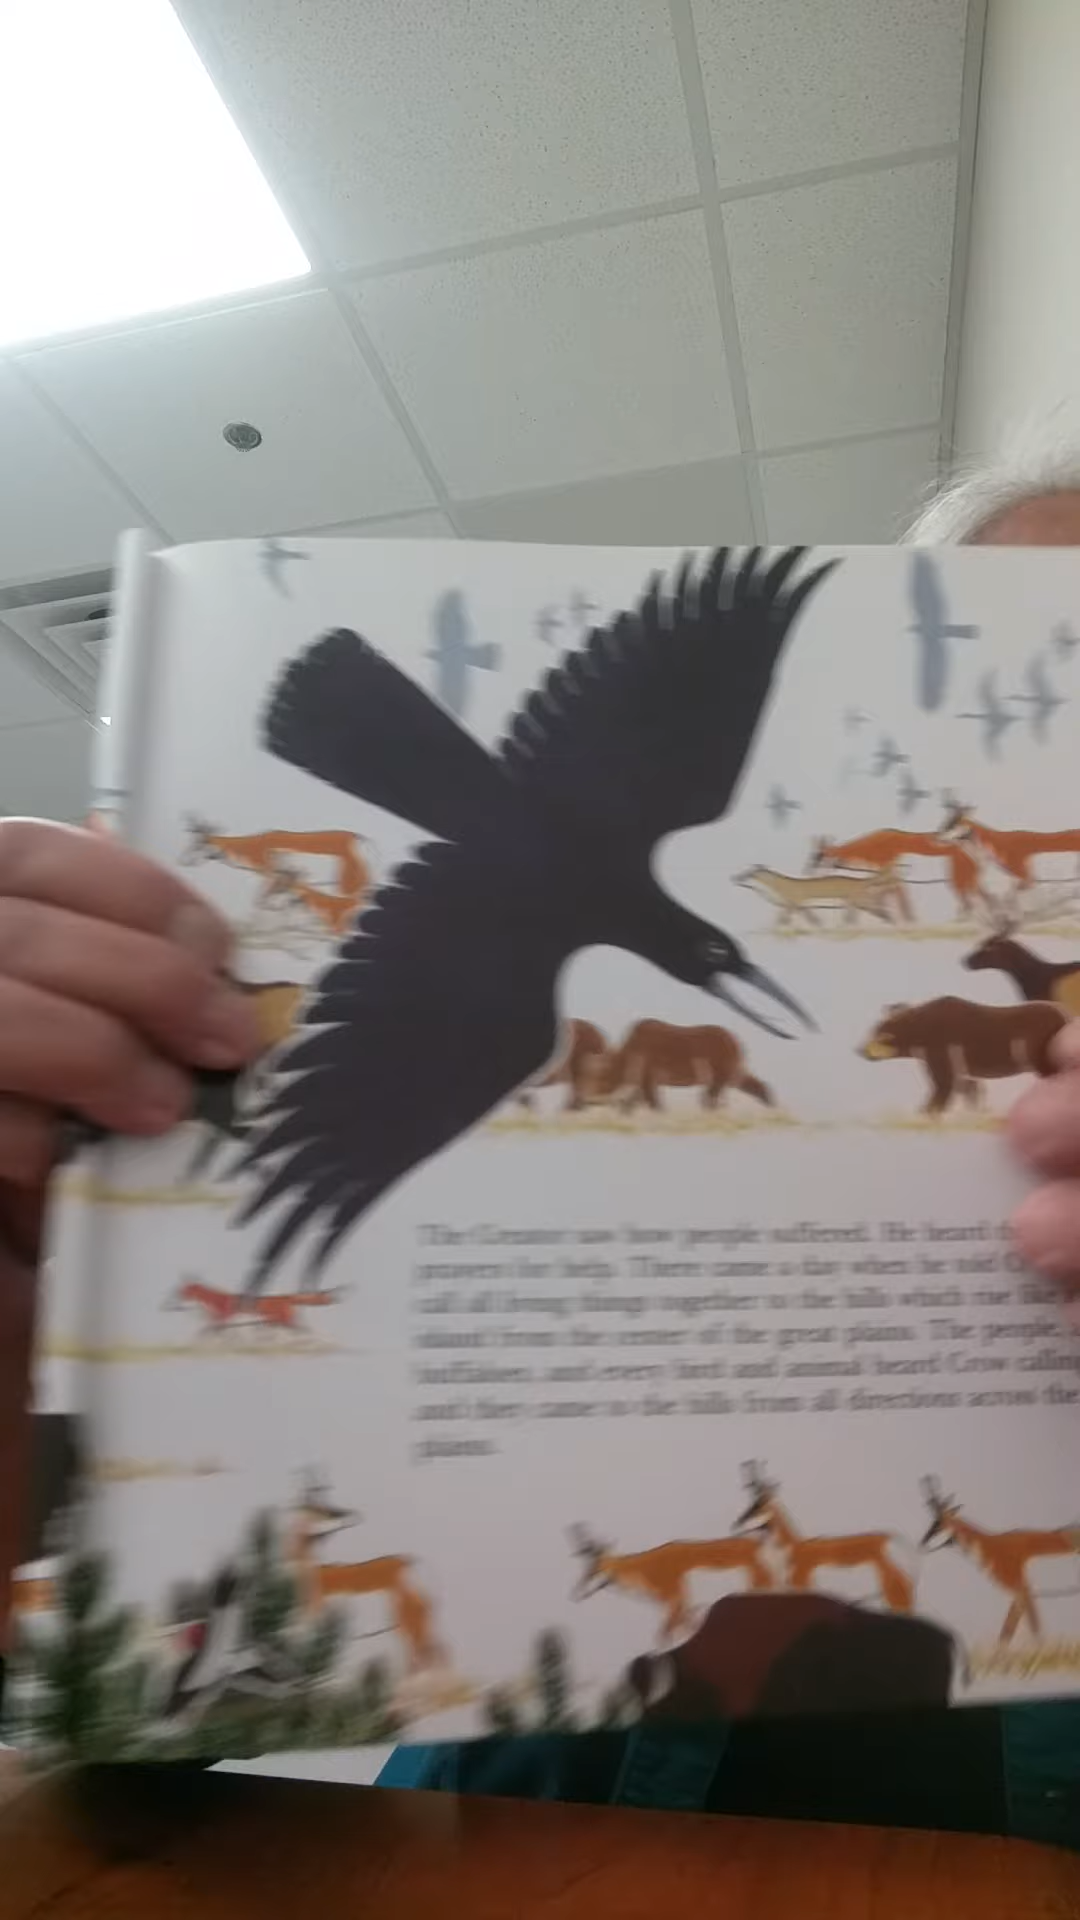 The Creator saw how people suffered. He heard
prayers for help. There came a day when he told
call all living things together to the hills which rise like
island from the center of the great plains. The people,
buffaloes, and every bird and animal heard Crow calling
and they came to the hills from all directions across the
plains.